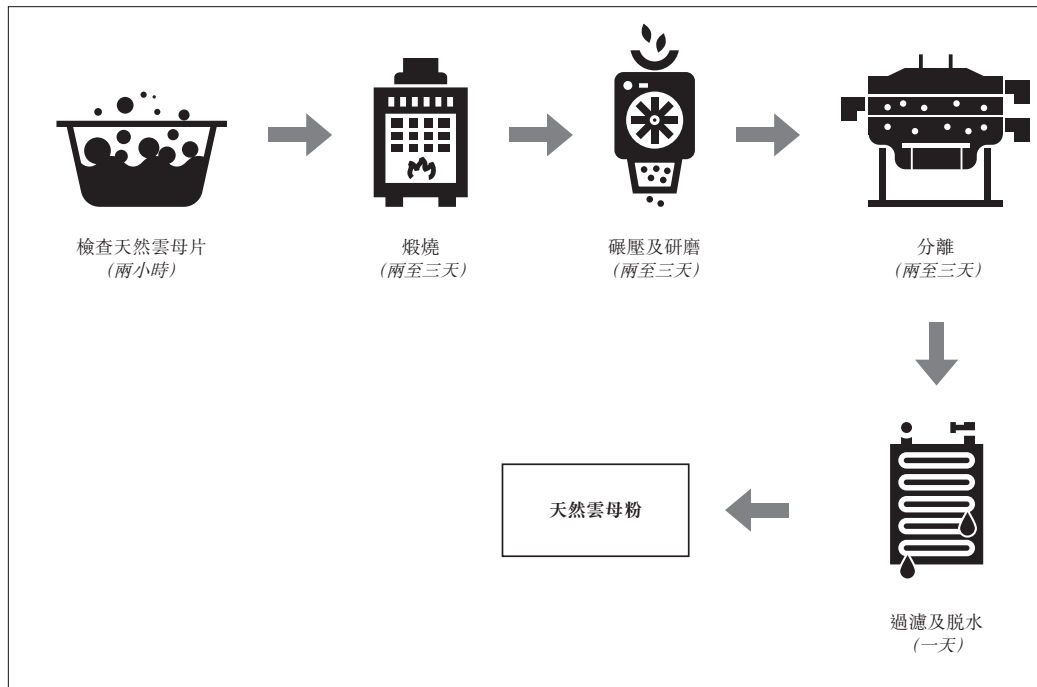 檢查天然雲母片
(兩小時)
煅燒
(兩至三天)
碾壓及研磨
(兩至三天)
分離
(兩至三天)
天然雲母粉
過濾及脫水
(一天)